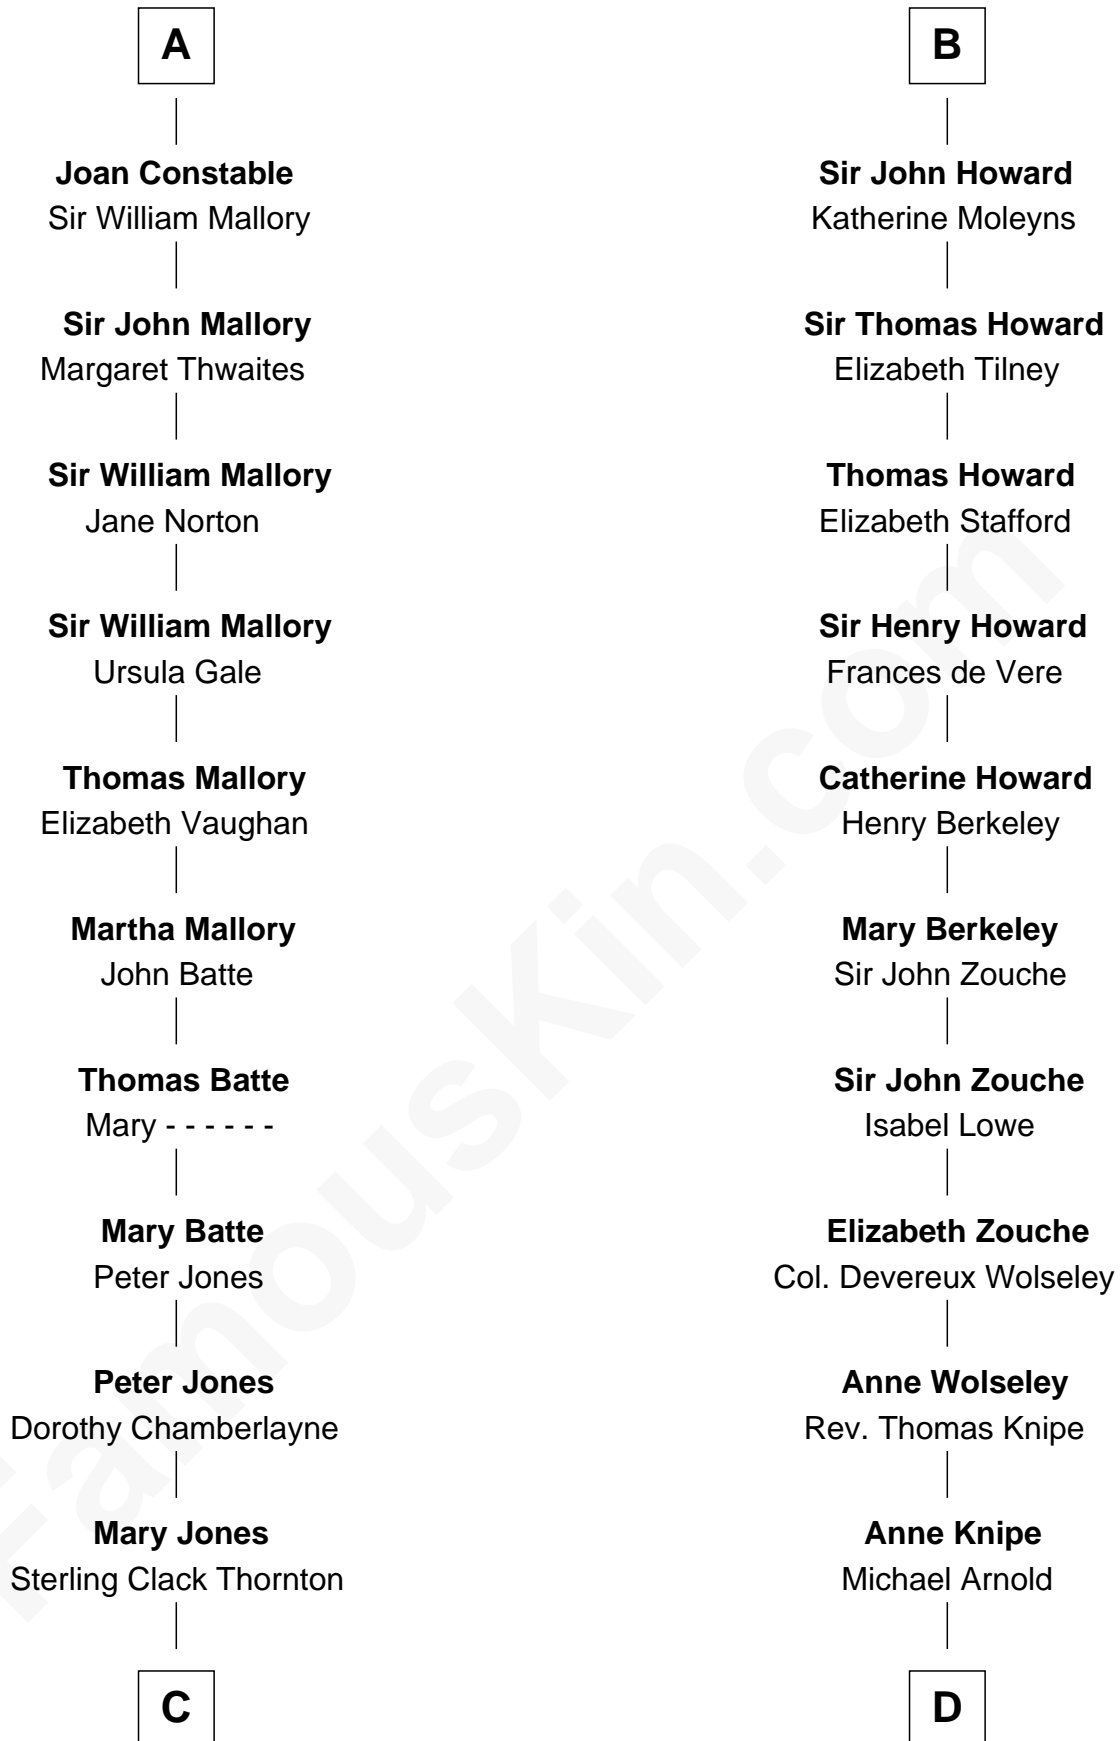 A
Joan Constable
Sir William Mallory
Sir John Mallory
Margaret Thwaites
Sir William Mallory
Jane Norton
Sir William Mallory
Ursula Gale
Thomas Mallory
Elizabeth Vaughan
Martha Mallory
John Batte
Thomas Batte
Mary - - - - - -
Mary Batte
Peter Jones
Peter Jones
Dorothy Chamberlayne
Mary Jones
Sterling Clack Thornton
C
B
Sir John Howard
Katherine Moleyns
Sir Thomas Howard
Elizabeth Tilney
Thomas Howard
Elizabeth Stafford
Sir Henry Howard
Frances de Vere
Catherine Howard
Henry Berkeley
Mary Berkeley
Sir John Zouche
Sir John Zouche
Isabel Lowe
Elizabeth Zouche
Col. Devereux Wolseley
Anne Wolseley
Rev. Thomas Knipe
Anne Knipe
Michael Arnold
D
FamousKin.com